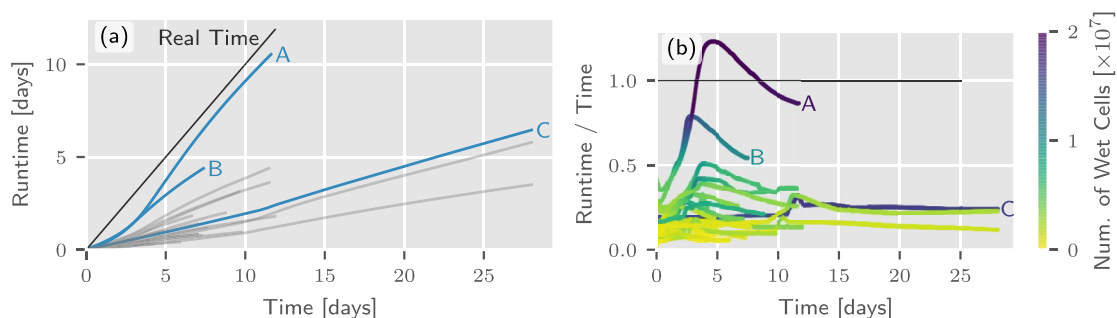 (a)
Real Time
A
B
C
10
5
0
0
5
10
15
20
25
Runtime [days]
Time [days]
(b)
A
B
C
1.0
0.5
0.0
0
5
10
15
20
25
Runtime / Time
Time [days]
2
1
0
Num. of Wet Cells [×10⁷]